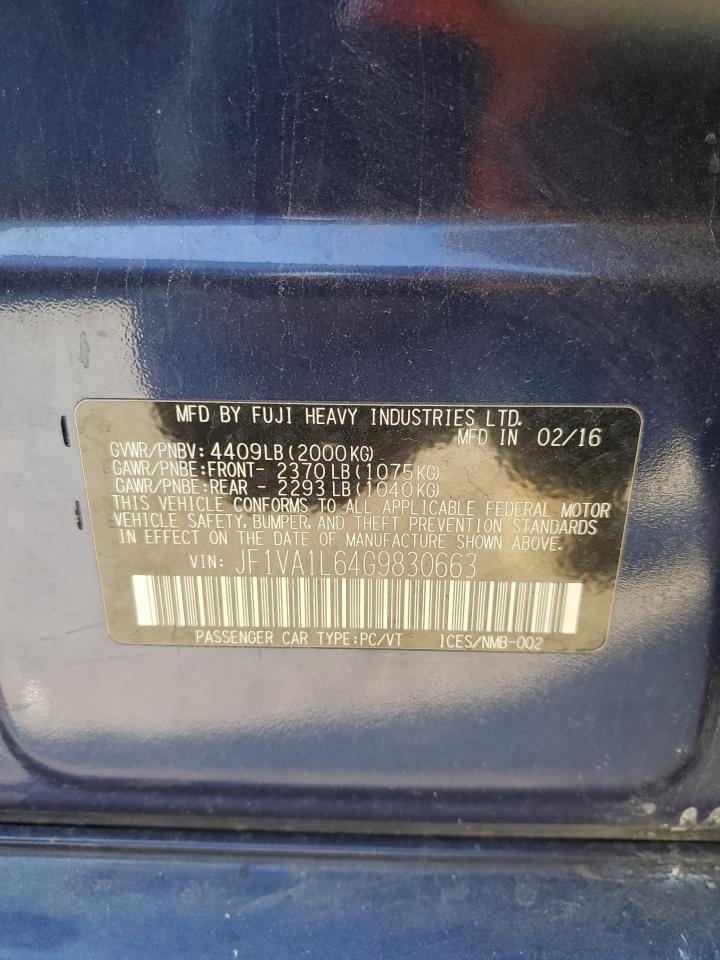 MFD BY FUJI HEAVY INDUSTRIES LTD.
MFD IN 02/16
GVWR/PNBV: 4409LB(2000KG)
GAWR/PNBE:FRONT- 2370LB(1075KG)
GAWR/PNBE:REAR - 2293LB(1040KG)
THIS VEHICLE CONFORMS TO ALL APPLICABLE FEDERAL MOTOR
VEHICLE SAFETY, BUMPER, AND THEFT PREVENTION STANDARDS
IN EFFECT ON THE DATE OF MANUFACTURE SHOWN ABOVE.
VIN: JF1VA1L64G9830663
PASSENGER CAR TYPE:PC/VT ICES/NMB-002